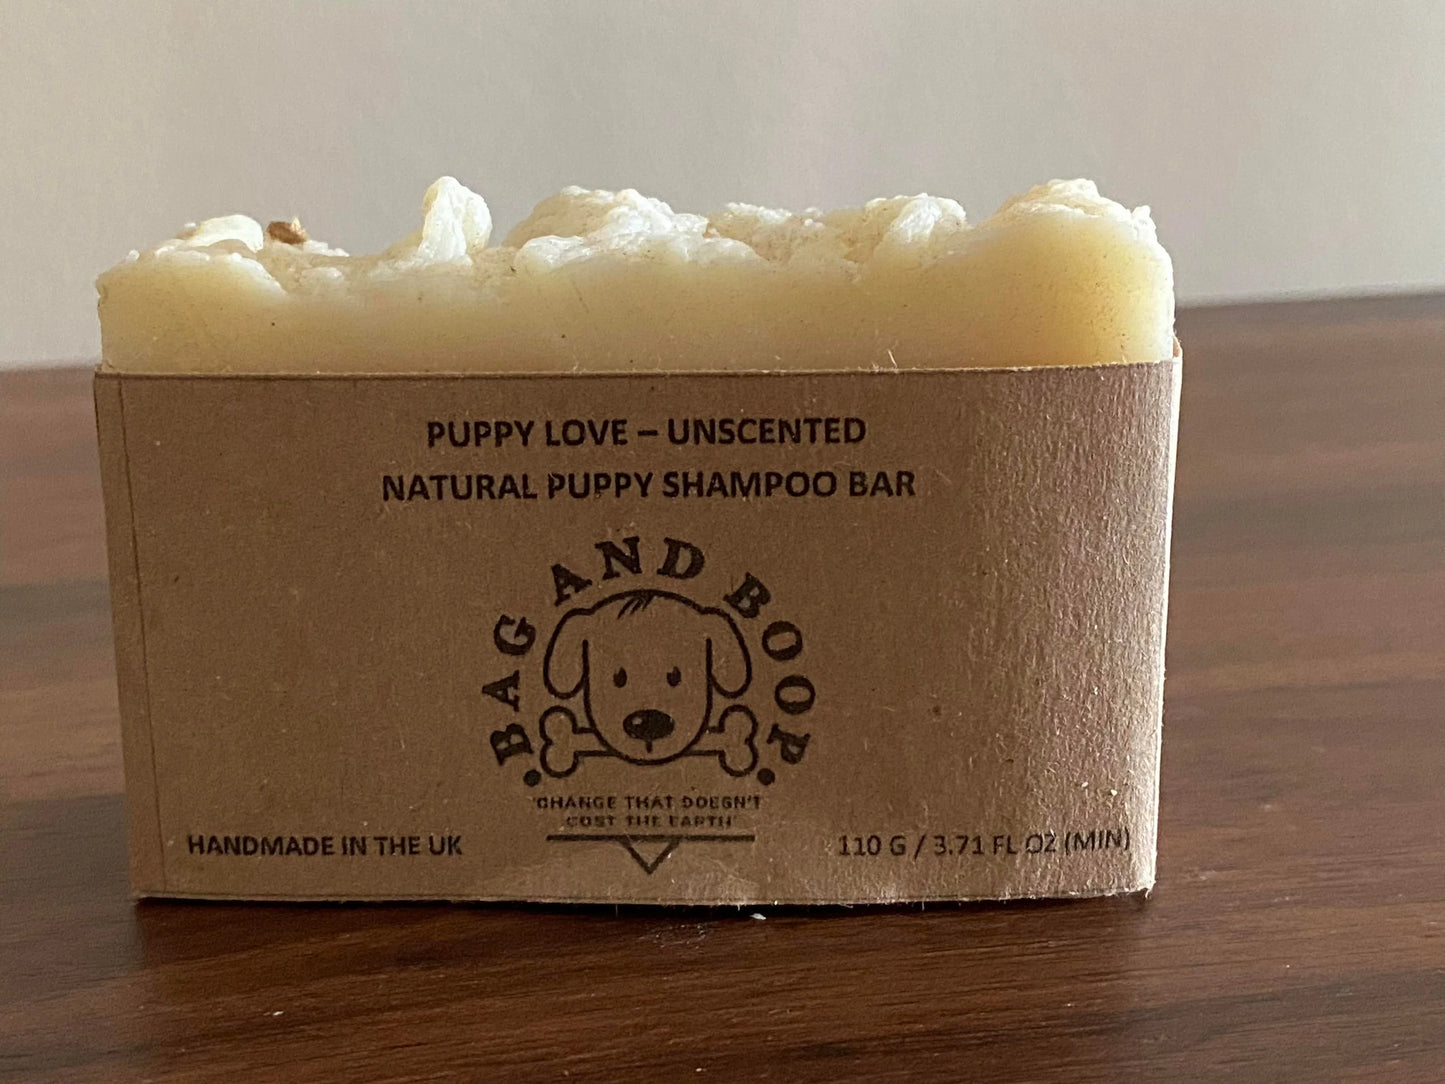 PUPPY LOVE – UNSCENTED
NATURAL PUPPY SHAMPOO BAR
• BAG AND BOOP •
'CHANGE THAT DOESN'T
COST THE EARTH'
HANDMADE IN THE UK
110 G / 3.71 FL OZ (MIN)